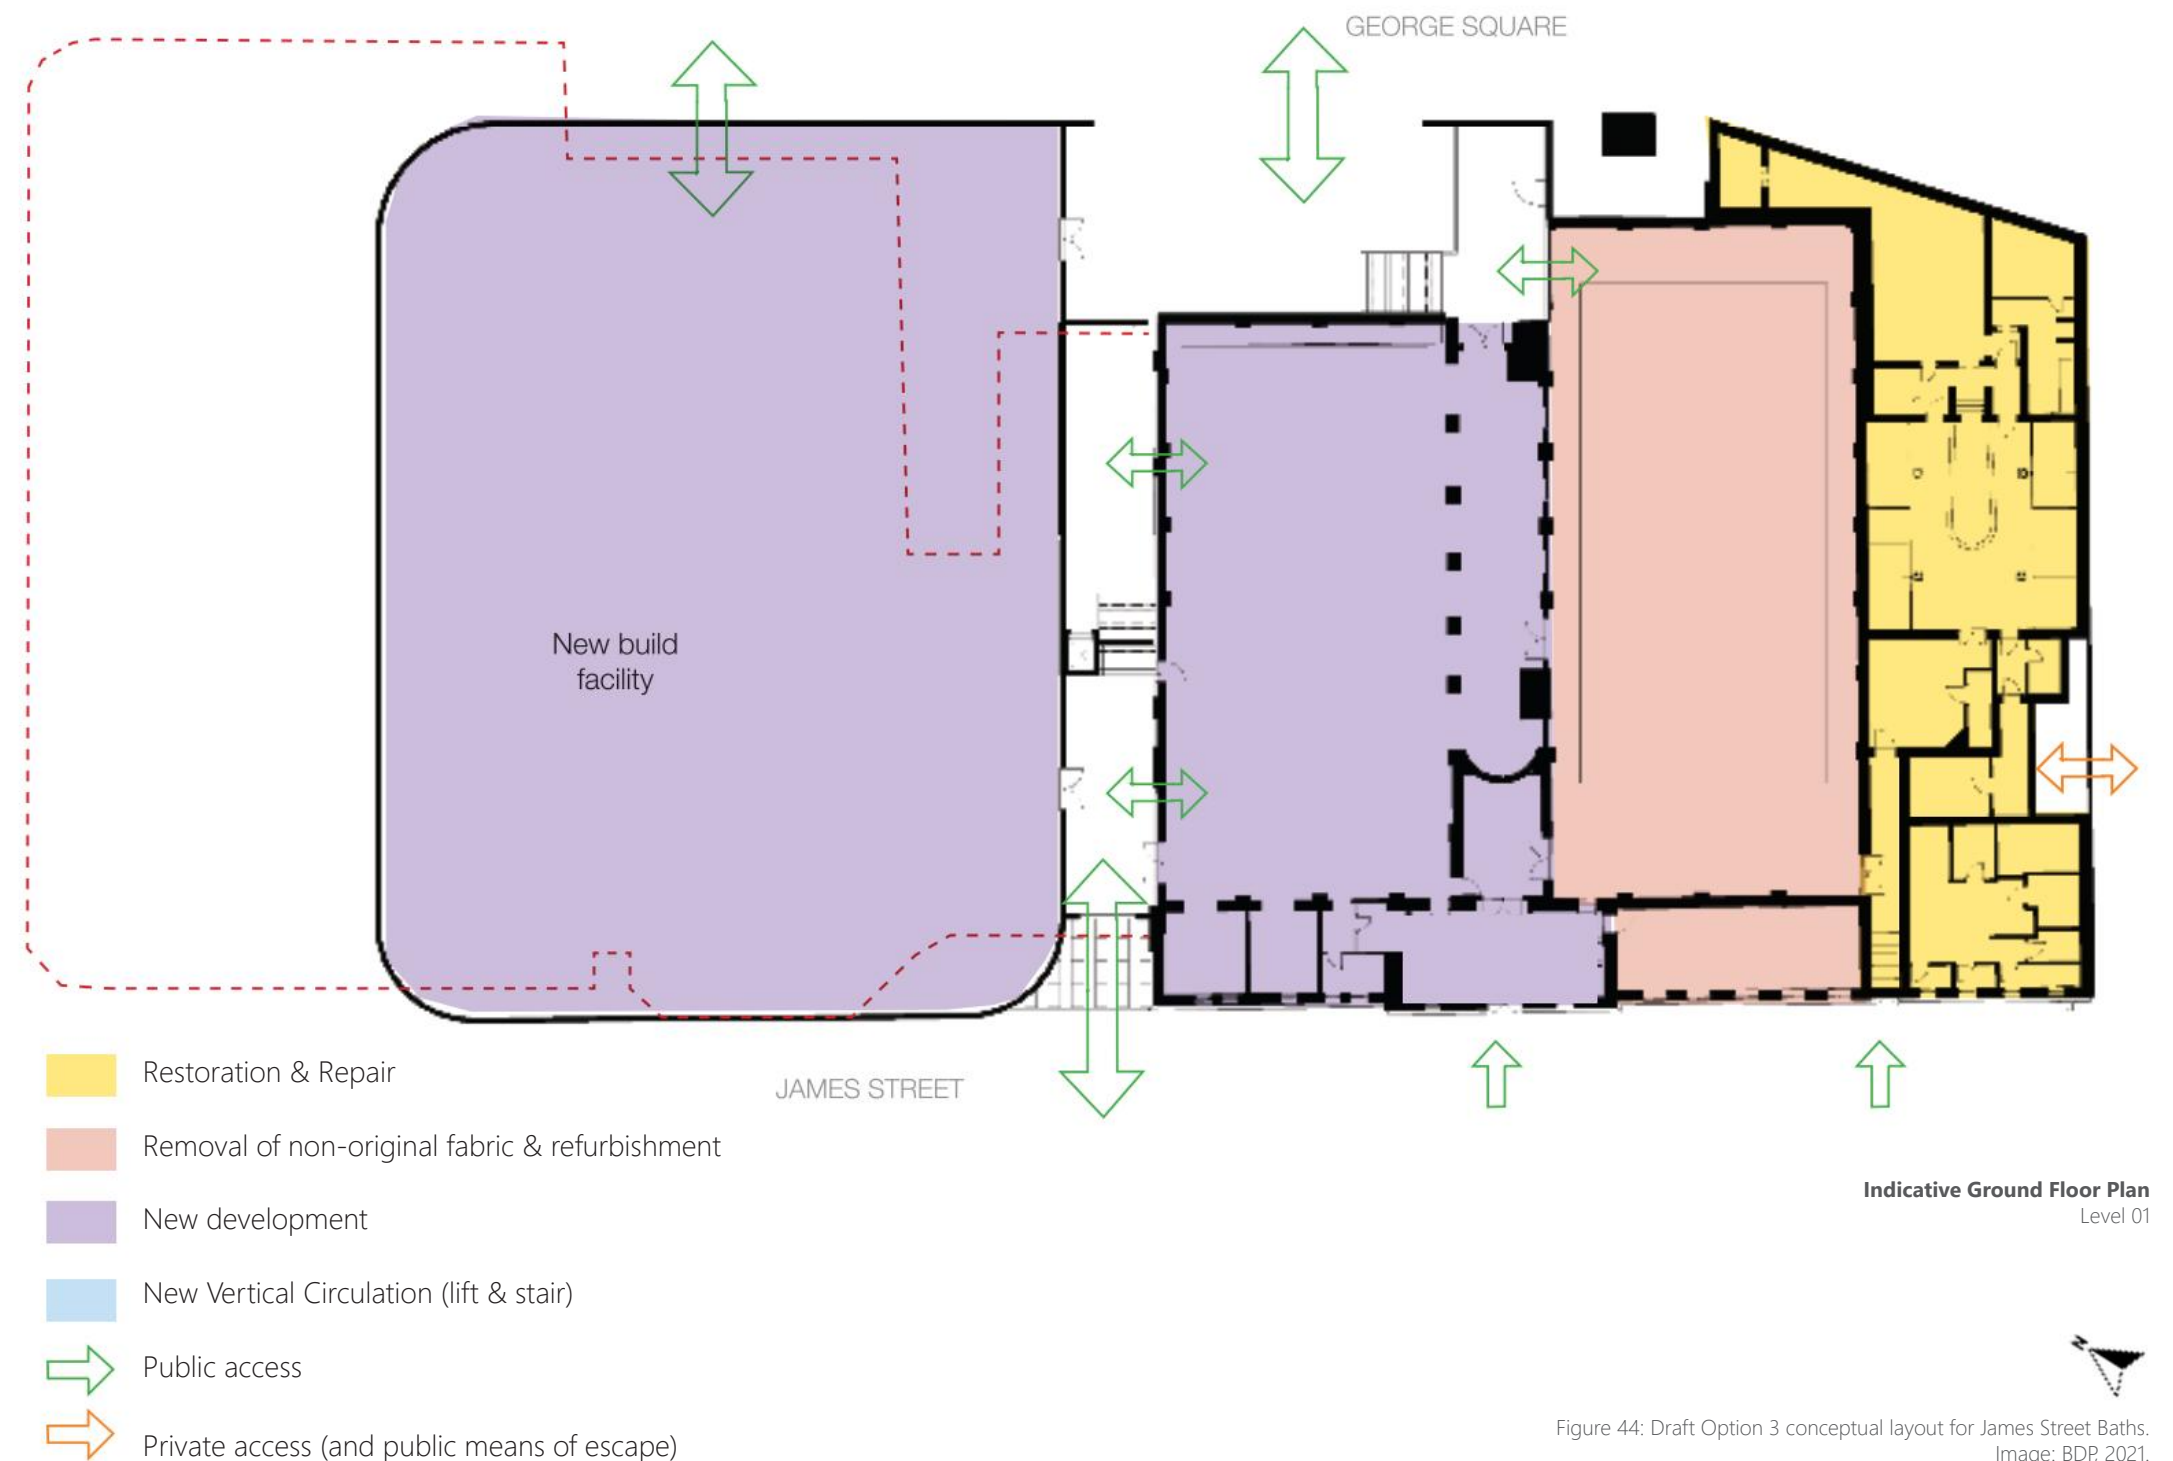 GEORGE SQUARE
New build
facility
JAMES STREET
Restoration & Repair
Removal of non-original fabric & refurbishment
New development
New Vertical Circulation (lift & stair)
Public access
Private access (and public means of escape)
Indicative Ground Floor Plan
Level 01
N
Figure 44: Draft Option 3 conceptual layout for James Street Baths.
Image: BDP, 2021.